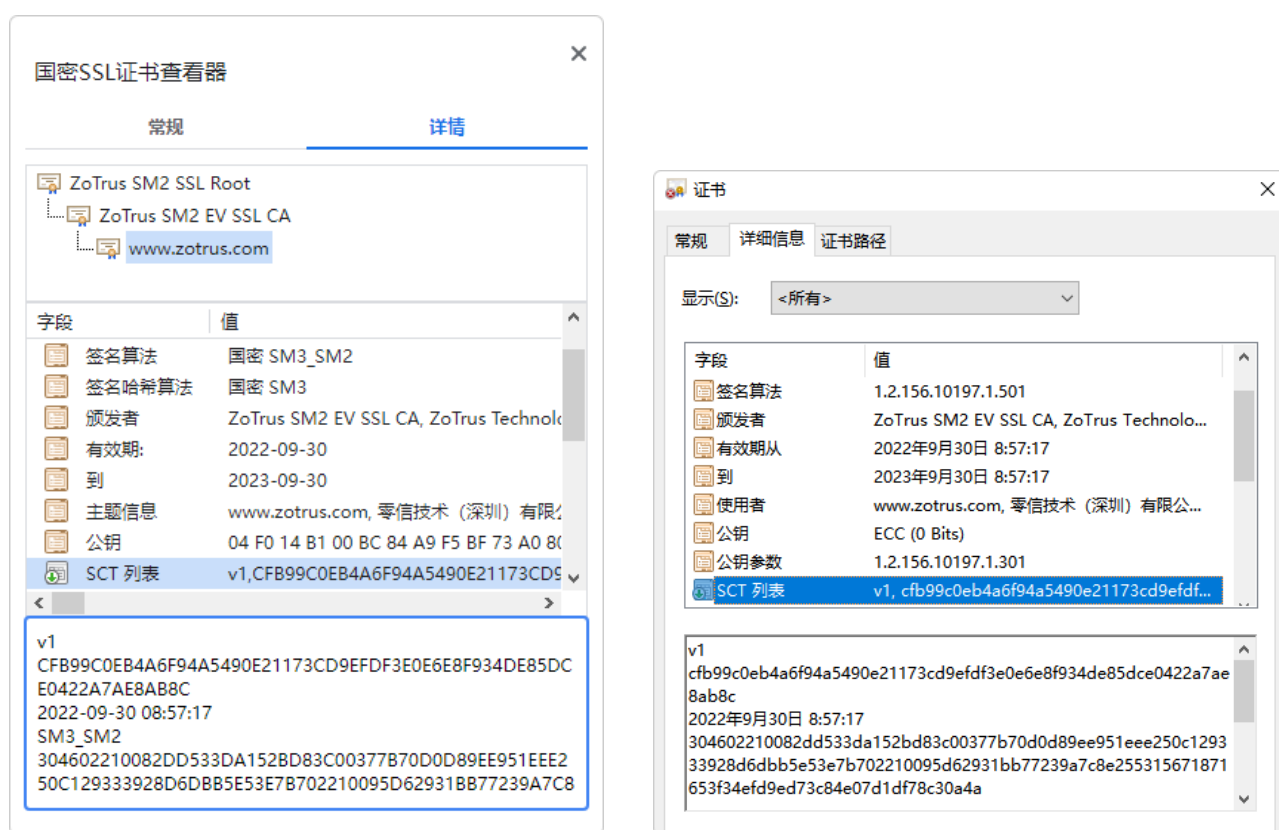 国密SSL证书查看器
常规 详情
ZoTrus SM2 SSL Root
ZoTrus SM2 EV SSL CA
www.zotrus.com
字段 值
签名算法 国密 SM3_SM2
签名哈希算法 国密 SM3
颁发者 ZoTrus SM2 EV SSL CA, ZoTrus Technolo
有效期: 2022-09-30
到 2023-09-30
主题信息 www.zotrus.com, 零信技术（深圳）有限
公钥 04 F0 14 B1 00 BC 84 A9 F5 BF 73 A0 80
SCT 列表 v1,CFB99C0EB4A6F94A5490E21173CD9
v1
CFB99C0EB4A6F94A5490E21173CD9EFDF3E0E6E8F934DE85DC
E0422A7AE8AB8C
2022-09-30 08:57:17
SM3_SM2
304602210082DD533DA152BD83C00377B70D0D89EE951EEE2
50C129333928D6DBB5E53E7B702210095D62931BB77239A7C8
证书
常规 详细信息 证书路径
显示(S): <所有>
字段 值
签名算法 1.2.156.10197.1.501
颁发者 ZoTrus SM2 EV SSL CA, ZoTrus Technolo...
有效期从 2022年9月30日 8:57:17
到 2023年9月30日 8:57:17
使用者 www.zotrus.com, 零信技术（深圳）有限公...
公钥 ECC (0 Bits)
公钥参数 1.2.156.10197.1.301
SCT 列表 v1, cfb99c0eb4a6f94a5490e21173cd9efdf...
v1
cfb99c0eb4a6f94a5490e21173cd9efdf3e0e6e8f934de85dce0422a7ae
8ab8c
2022年9月30日 8:57:17
304602210082dd533da152bd83c00377b70d0d89ee951eee250c1293
33928d6dbb5e53e7b702210095d62931bb77239a7c8e255315671871
653f34efd9ed73c84e07d1df78c30a4a